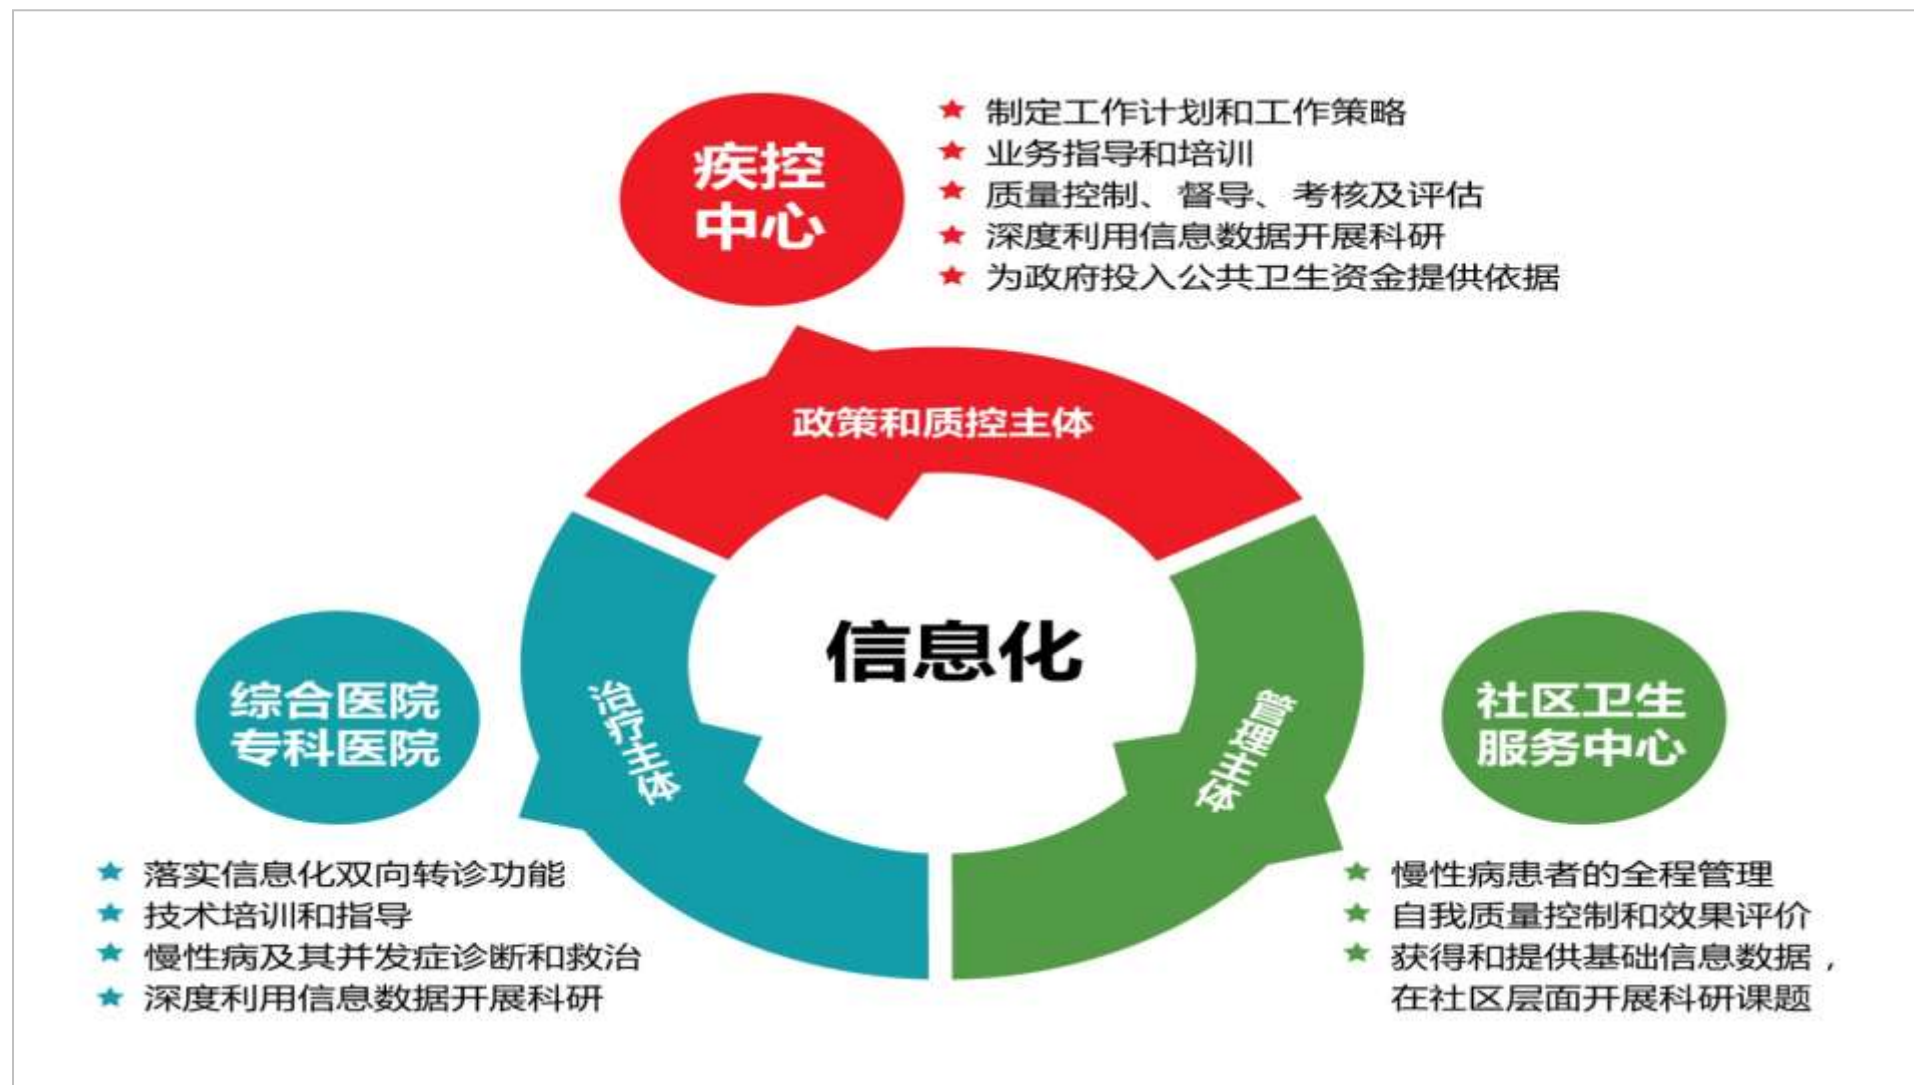 疾控
中心
制定工作计划和工作策略
业务指导和培训
质量控制、督导、考核及评估
深度利用信息数据开展科研
为政府投入公共卫生资金提供依据
政策和质控主体
信息化
治疗主体
管理主体
综合医院
专科医院
落实信息化双向转诊功能
技术培训和指导
慢性病及其并发症诊断和救治
深度利用信息数据开展科研
社区卫生
服务中心
慢性病患者的全程管理
自我质量控制和效果评价
获得和提供基础信息数据，
在社区层面开展科研课题